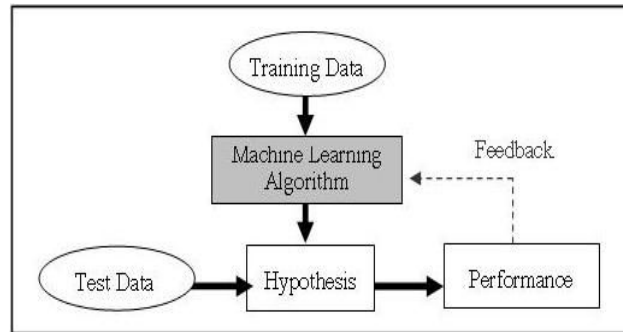 Training Data
Machine Learning
Algorithm
Feedback
Test Data
Hypothesis
Performance